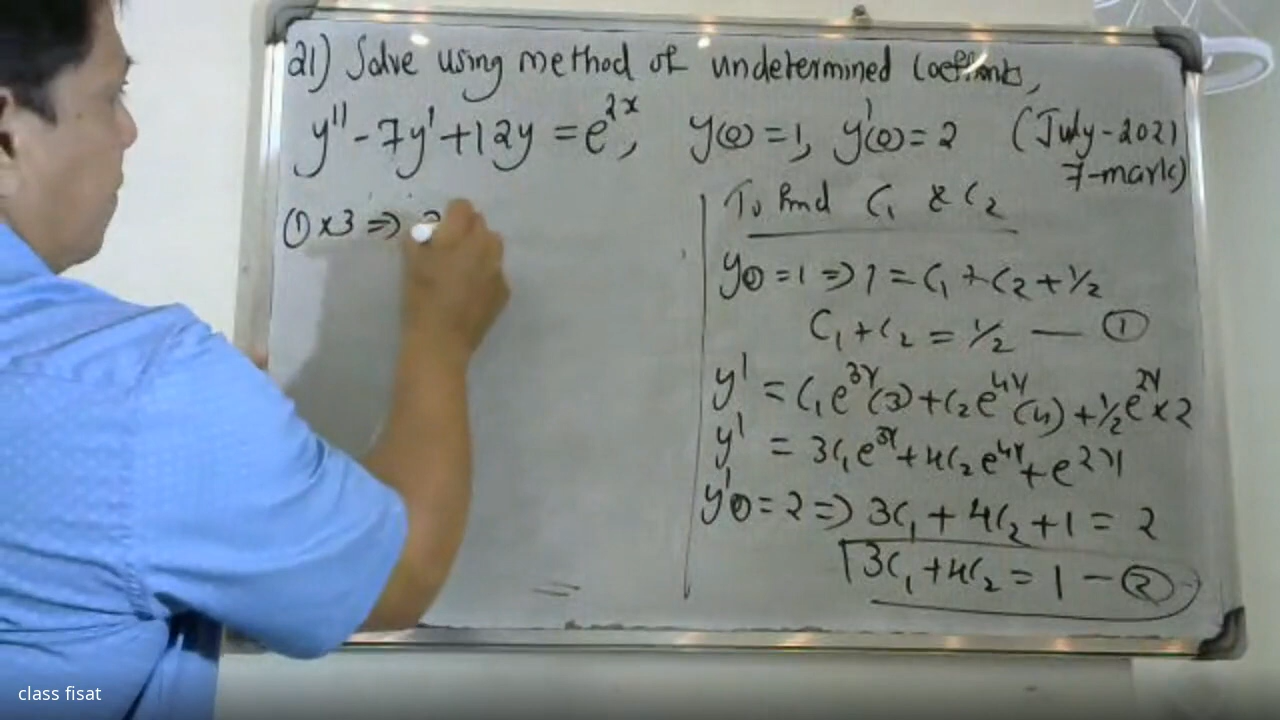 21) Solve using method of undetermined coefficients,
y'' - 7y' + 12y = e^{2x}, y(0) = 1, y'(0) = 2 (July-2021
7-mark)
① × 3 ⇒
To find C₁ & C₂
y(0) = 1 ⇒ 1 = C₁ + C₂ + 1/2
C₁ + C₂ = 1/2 — ①
y' = C₁e^{3x}(3) + C₂e^{4x}(4) + 1/2 e^{2x} × 2
y' = 3C₁e^{3x} + 4C₂e^{4x} + e^{2x}
y'(0) = 2 ⇒ 3C₁ + 4C₂ + 1 = 2
3C₁ + 4C₂ = 1 — ②
class fisat